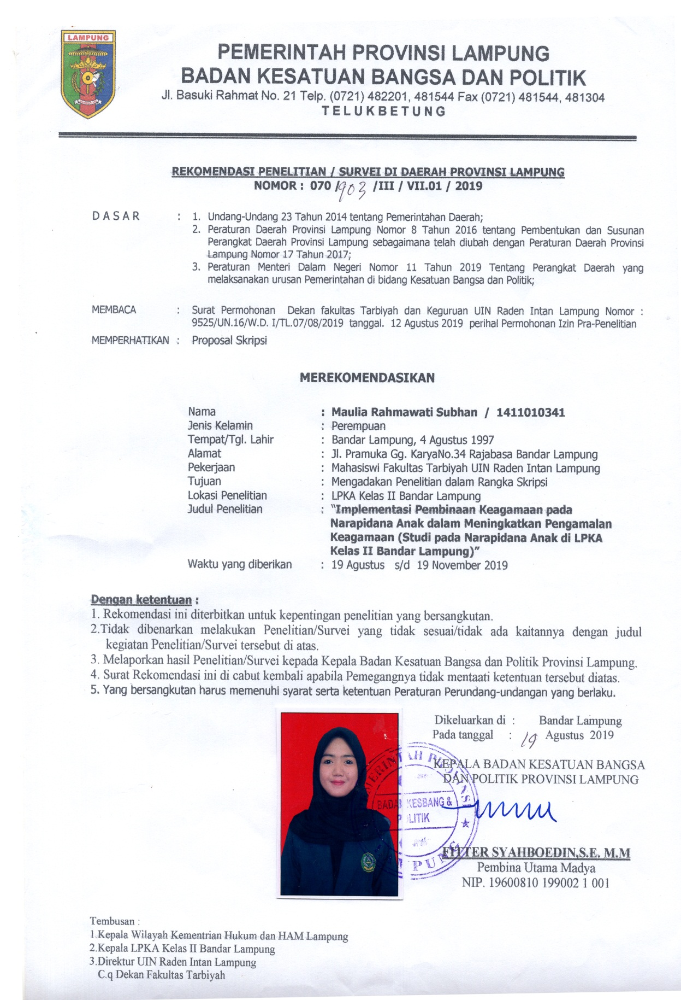 LAMPUNG
PEMERINTAH PROVINSI LAMPUNG
BADAN KESATUAN BANGSA DAN POLITIK
Jl. Basuki Rahmat No. 21 Telp. (0721) 482201, 481544 Fax (0721) 481544, 481304
TELUKBETUNG
REKOMENDASI PENELITIAN / SURVEI DI DAERAH PROVINSI LAMPUNG
NOMOR : 070 /903 /III / VII.01 / 2019
DASAR : 1. Undang-Undang 23 Tahun 2014 tentang Pemerintahan Daerah;
2. Peraturan Daerah Provinsi Lampung Nomor 8 Tahun 2016 tentang Pembentukan dan Susunan
Perangkat Daerah Provinsi Lampung sebagaimana telah diubah dengan Peraturan Daerah Provinsi
Lampung Nomor 17 Tahun 2017;
3. Peraturan Menteri Dalam Negeri Nomor 11 Tahun 2019 Tentang Perangkat Daerah yang
melaksanakan urusan Pemerintahan di bidang Kesatuan Bangsa dan Politik;
MEMBACA : Surat Permohonan Dekan fakultas Tarbiyah dan Keguruan UIN Raden Intan Lampung Nomor :
9525/UN.16/W.D. I/TL.07/08/2019 tanggal. 12 Agustus 2019 perihal Permohonan Izin Pra-Penelitian
MEMPERHATIKAN : Proposal Skripsi
MEREKOMENDASIKAN
Nama : Maulia Rahmawati Subhan / 1411010341
Jenis Kelamin : Perempuan
Tempat/Tgl. Lahir : Bandar Lampung, 4 Agustus 1997
Alamat : Jl. Pramuka Gg. KaryaNo.34 Rajabasa Bandar Lampung
Pekerjaan : Mahasiswi Fakultas Tarbiyah UIN Raden Intan Lampung
Tujuan : Mengadakan Penelitian dalam Rangka Skripsi
Lokasi Penelitian : LPKA Kelas II Bandar Lampung
Judul Penelitian : "Implementasi Pembinaan Keagamaan pada
Narapidana Anak dalam Meningkatkan Pengamalan
Keagamaan (Studi pada Narapidana Anak di LPKA
Kelas II Bandar Lampung)"
Waktu yang diberikan : 19 Agustus s/d 19 November 2019
Dengan ketentuan :
1. Rekomendasi ini diterbitkan untuk kepentingan penelitian yang bersangkutan.
2.Tidak dibenarkan melakukan Penelitian/Survei yang tidak sesuai/tidak ada kaitannya dengan judul
kegiatan Penelitian/Survei tersebut di atas.
3. Melaporkan hasil Penelitian/Survei kepada Kepala Badan Kesatuan Bangsa dan Politik Provinsi Lampung.
4. Surat Rekomendasi ini di cabut kembali apabila Pemegangnya tidak mentaati ketentuan tersebut diatas.
5. Yang bersangkutan harus memenuhi syarat serta ketentuan Peraturan Perundang-undangan yang berlaku.
Dikeluarkan di : Bandar Lampung
Pada tanggal : 19 Agustus 2019
KEPALA BADAN KESATUAN BANGSA
DAN POLITIK PROVINSI LAMPUNG
BADAN KESBANG &
FITTER SYAHBOEDIN,S.E. M.M
Pembina Utama Madya
NIP. 19600810 199002 1 001
Tembusan :
1.Kepala Wilayah Kementrian Hukum dan HAM Lampung
2.Kepala LPKA Kelas II Bandar Lampung
3.Direktur UIN Raden Intan Lampung
C.q Dekan Fakultas Tarbiyah